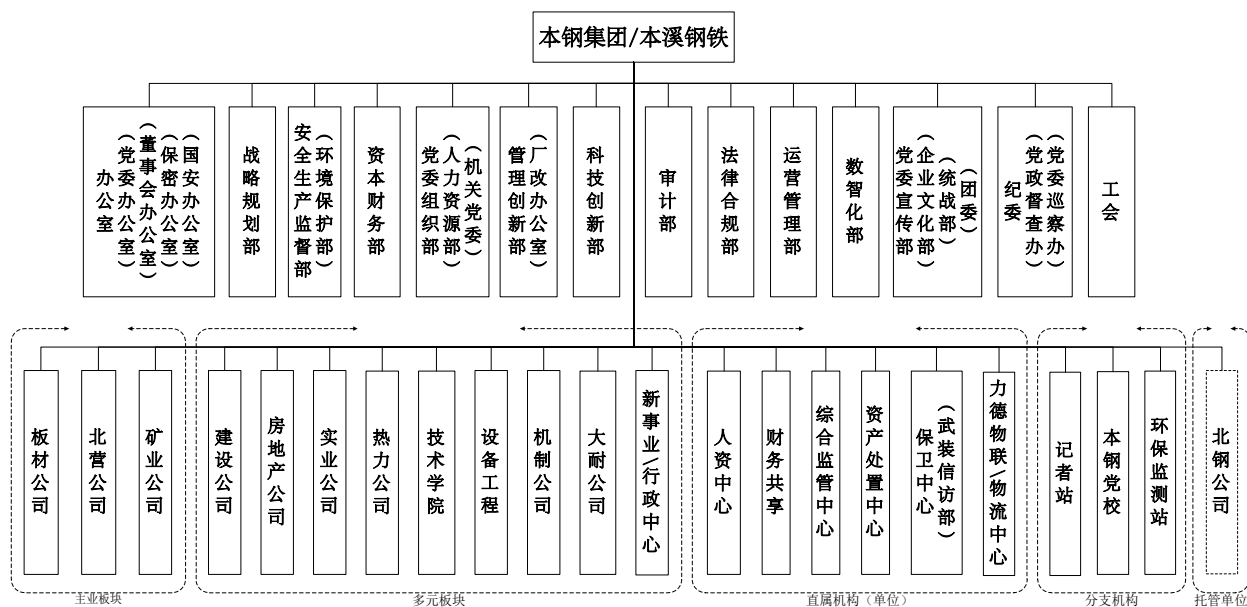 本钢集团/本溪钢铁
办公室
（党委办公室）
（董事会办公室）
（保密办公室）
（国安办公室）
战略规划部
安全生产监督部
（环境保护部）
资本财务部
党委组织部
（人力资源部）
（机关党委）
管理创新部
（厂改办公室）
科技创新部
审计部
法律合规部
运营管理部
数智化部
党委宣传部
（企业文化部）
（统战部）
（团委）
纪委
（党政督查办）
（党委巡察办）
工会
板材公司
北营公司
矿业公司
建设公司
房地产公司
实业公司
热力公司
技术学院
设备工程
机制公司
大耐公司
新事业/行政中心
人资中心
财务共享
综合监管中心
资产处置中心
保卫中心
（武装信访部）
力德物联/物流中心
记者站
本钢党校
环保监测站
北钢公司
主业板块
多元板块
直属机构（单位）
分支机构
托管单位